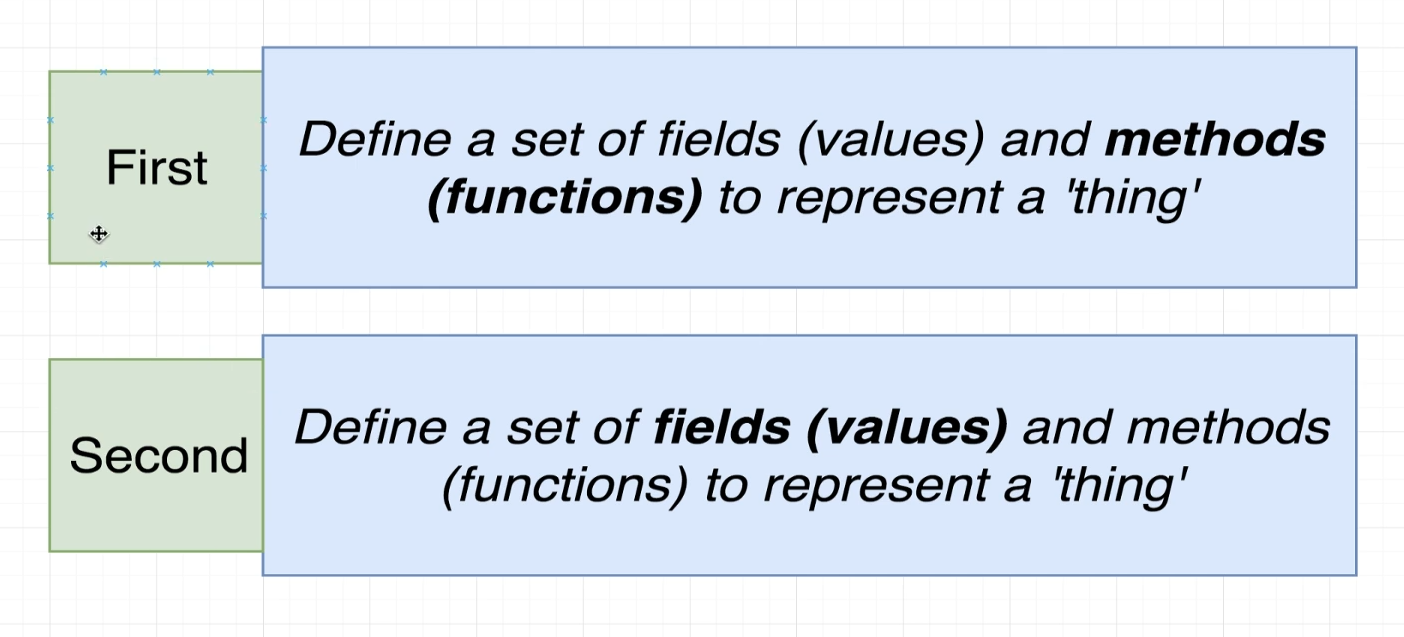 First
Define a set of fields (values) and methods
(functions) to represent a 'thing'
Second
Define a set of fields (values) and methods
(functions) to represent a 'thing'